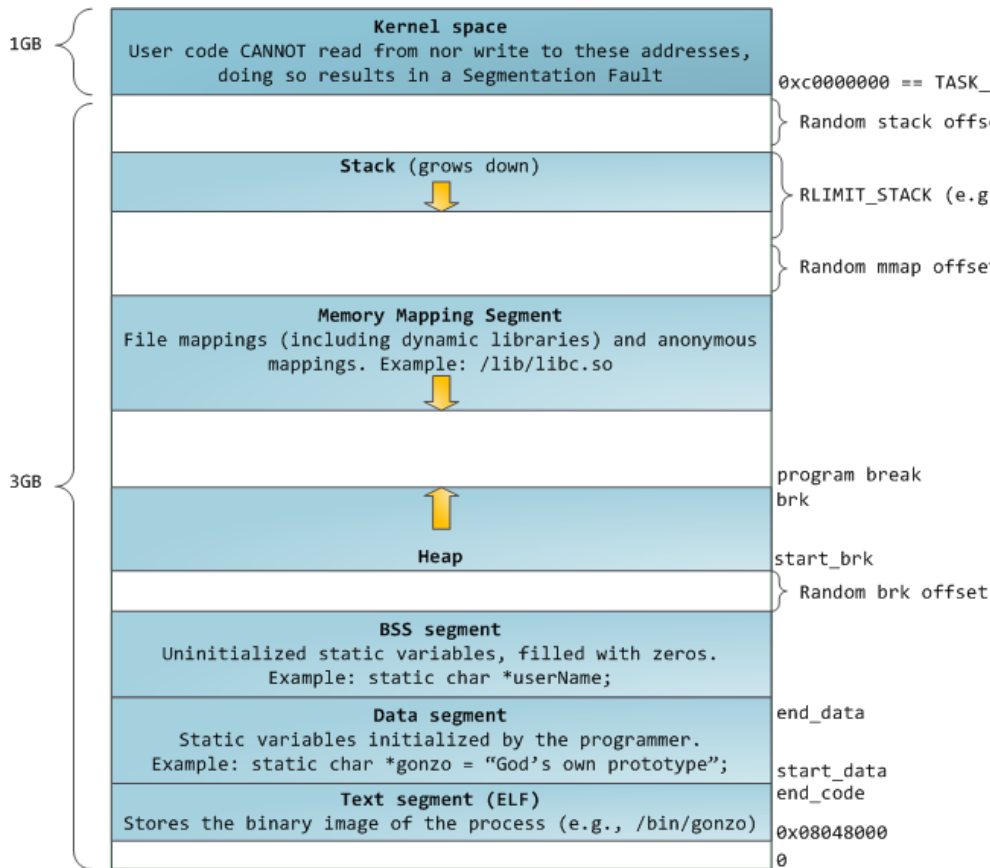 1GB
Kernel space
User code CANNOT read from nor write to these addresses,
doing so results in a Segmentation Fault
0xc0000000 == TASK_
Random stack offs
Stack (grows down)
RLIMIT_STACK (e.g
Random mmap offset
Memory Mapping Segment
File mappings (including dynamic libraries) and anonymous
mappings. Example: /lib/libc.so
3GB
program break
brk
Heap
start_brk
Random brk offset
BSS segment
Uninitialized static variables, filled with zeros.
Example: static char *userName;
Data segment
end_data
Static variables initialized by the programmer.
Example: static char *gonzo = “God’s own prototype”;
start_data
end_code
Text segment (ELF)
Stores the binary image of the process (e.g., /bin/gonzo)
0x08048000
0